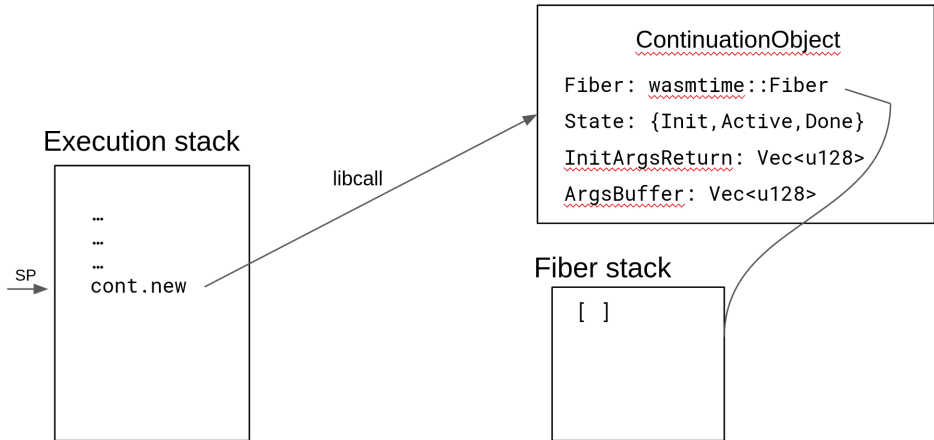 ContinuationObject
Fiber: wasmtime::Fiber
State: {Init,Active,Done}
InitArgsReturn: Vec<u128>
ArgsBuffer: Vec<u128>
Execution stack
libcall
…
…
…
SP
cont.new
Fiber stack
[ ]